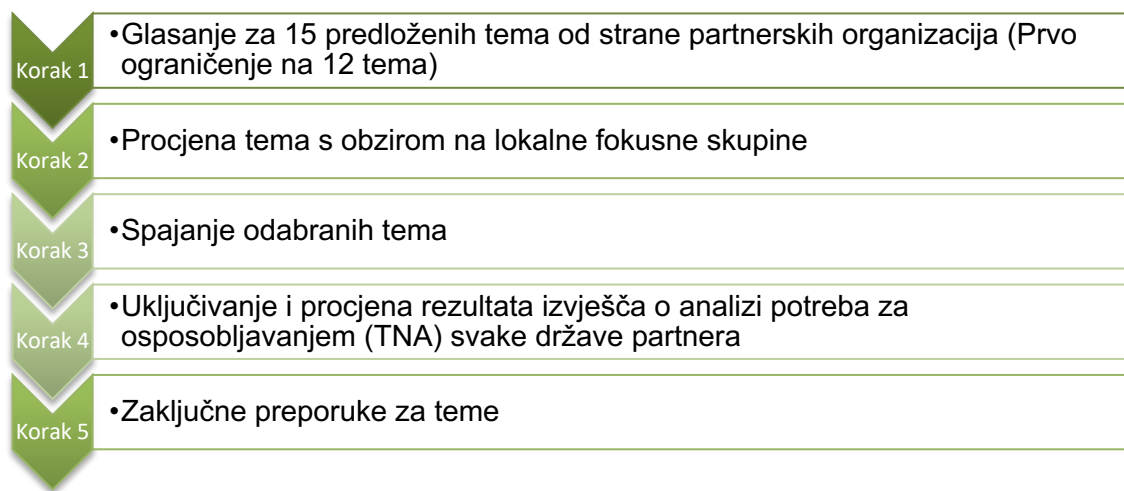 Korak 1
•Glasanje za 15 predloženih tema od strane partnerskih organizacija (Prvo
ograničenje na 12 tema)
Korak 2
•Procjena tema s obzirom na lokalne fokusne skupine
Korak 3
•Spajanje odabranih tema
Korak 4
•Uključivanje i procjena rezultata izvješča o analizi potreba za
osposobljavanjem (TNA) svake države partnera
Korak 5
•Zaključne preporuke za teme